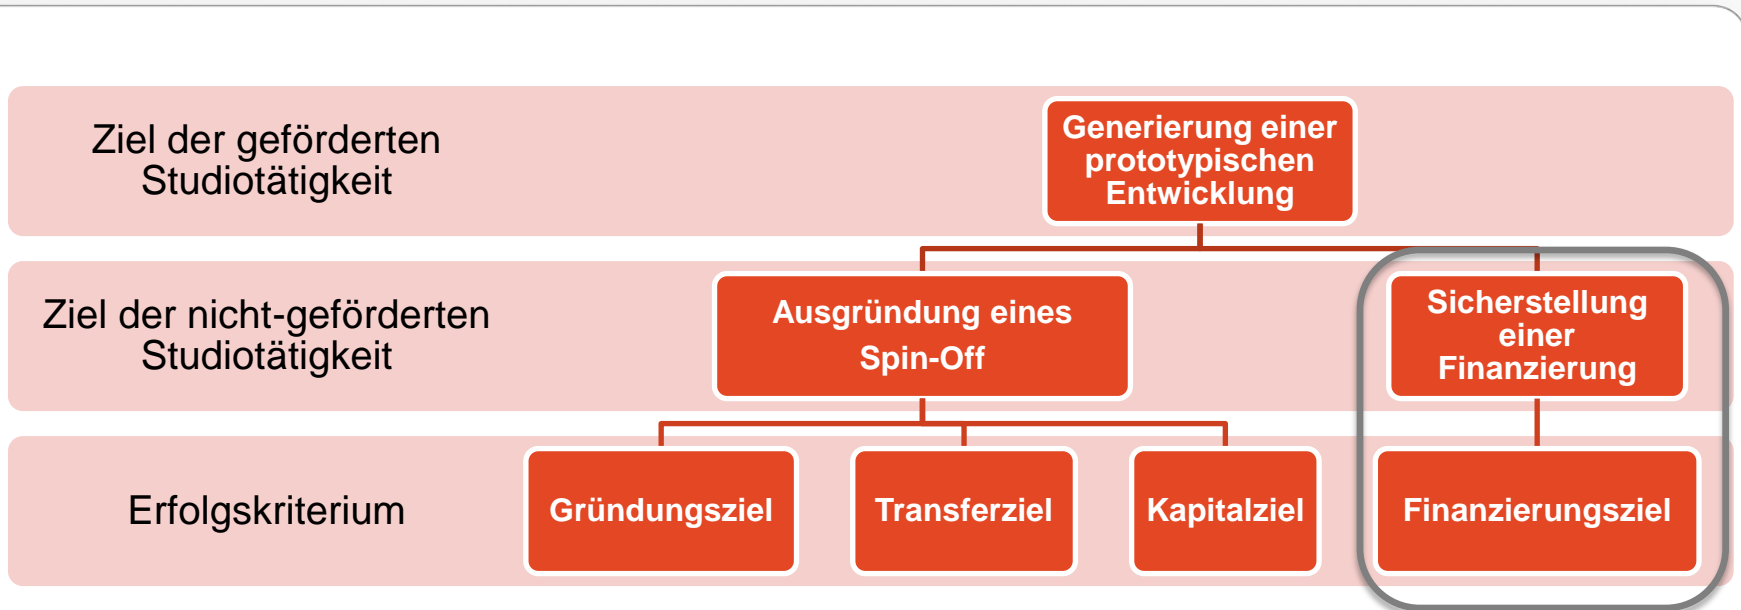 Ziel der geförderten
Studiotätigkeit
Generierung einer
prototypischen
Entwicklung
Ziel der nicht-geförderten
Studiotätigkeit
Ausgründung eines
Spin-Off
Sicherstellung
einer
Finanzierung
Erfolgskriterium
Gründungsziel
Transferziel
Kapitalziel
Finanzierungsziel